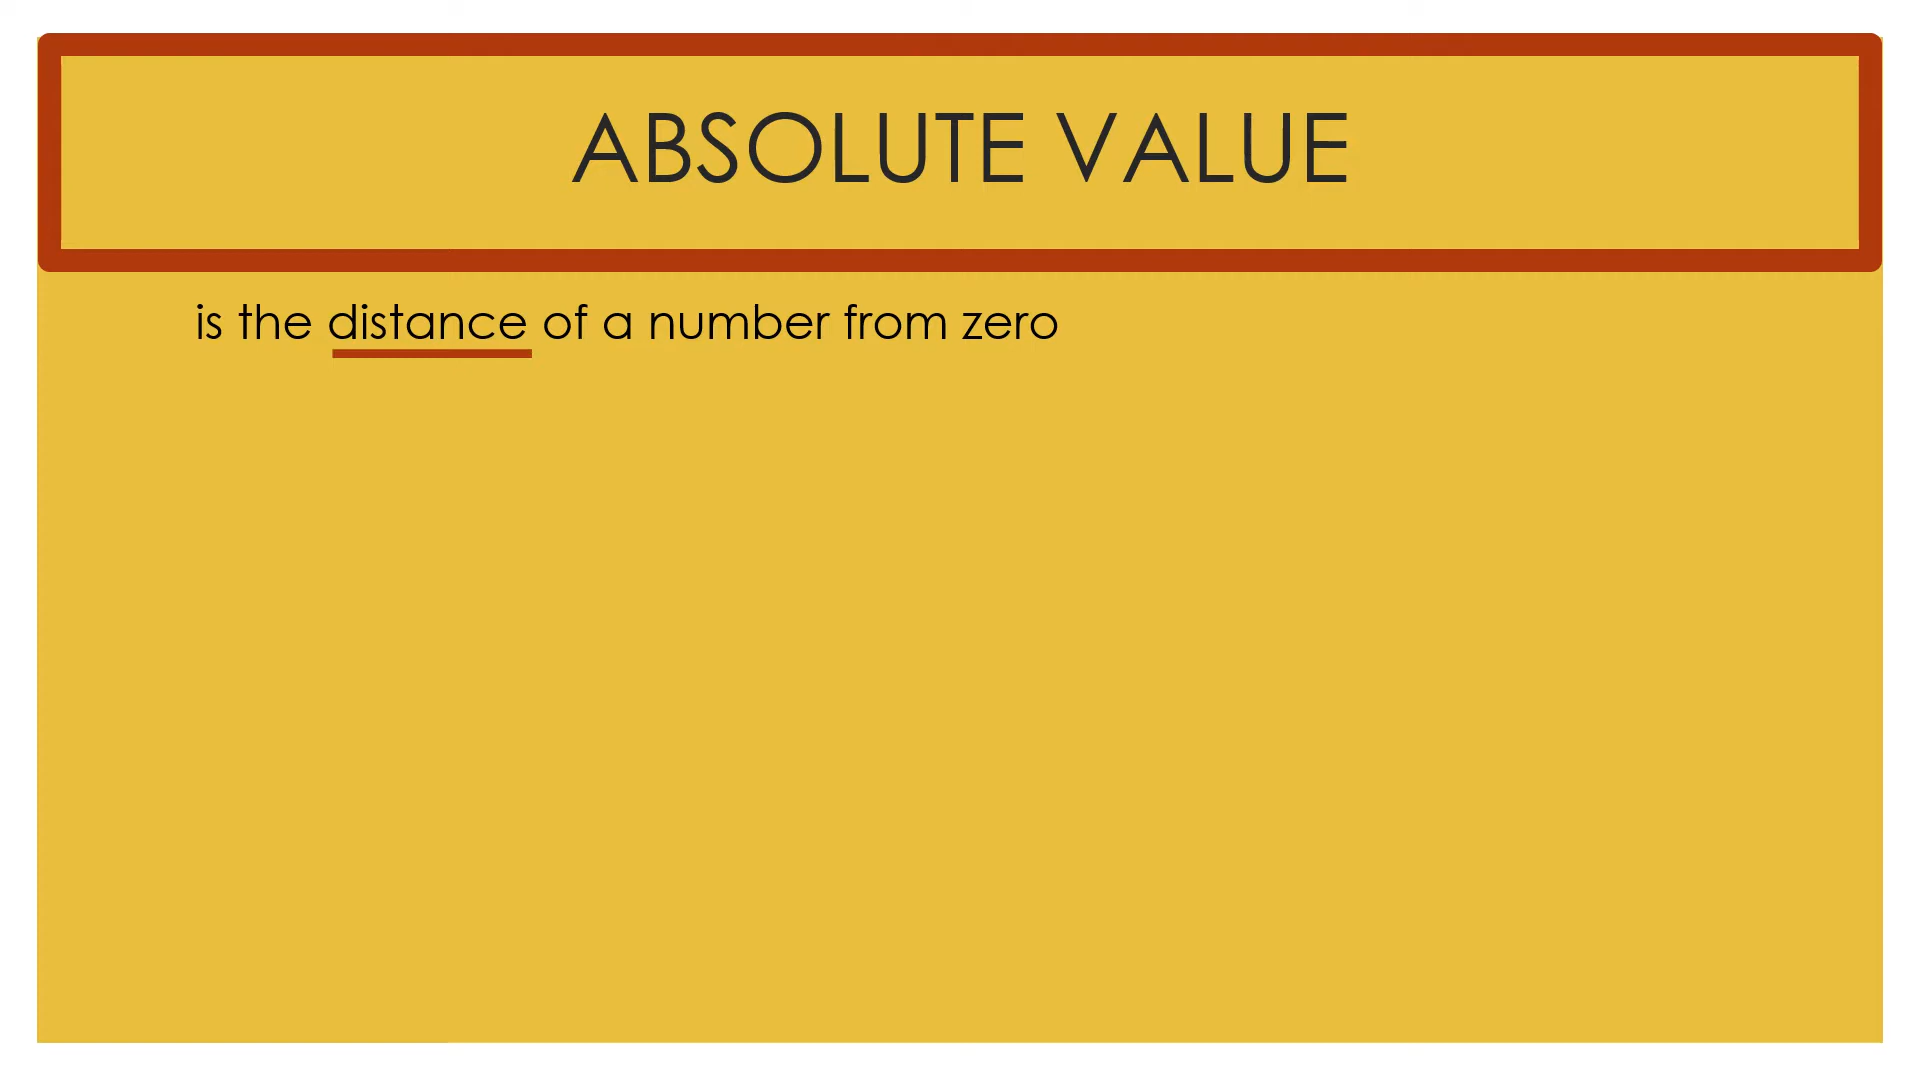 ABSOLUTE VALUE
is the distance of a number from zero